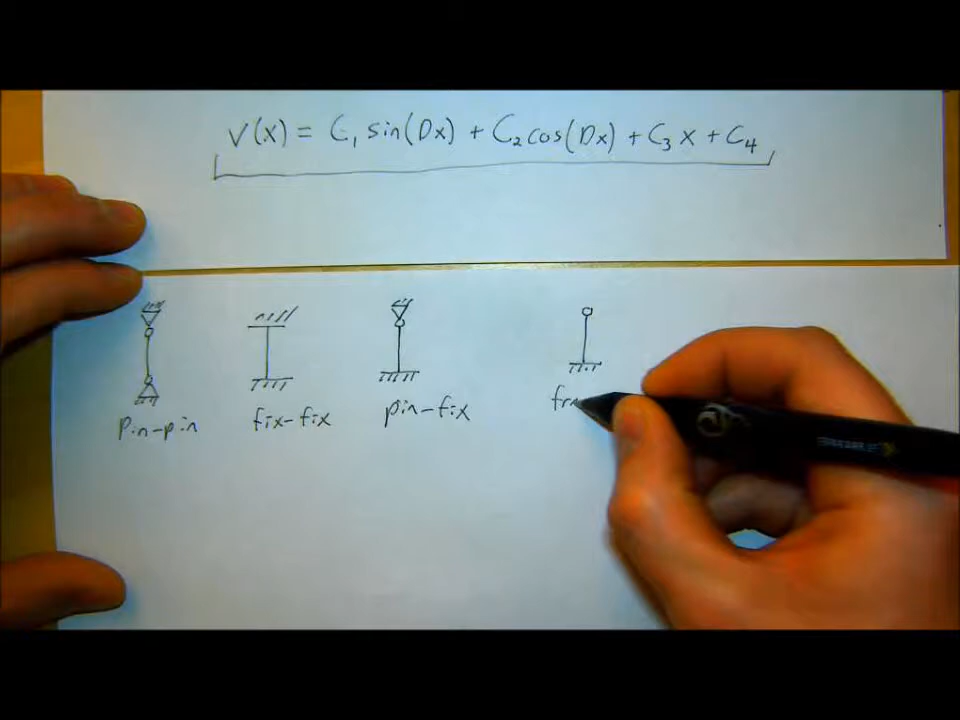 V(x) = C₁ sin(Dx) + C₂ cos(Dx) + C₃ x + C₄
Pin-pin
fix-fix
pin-fix